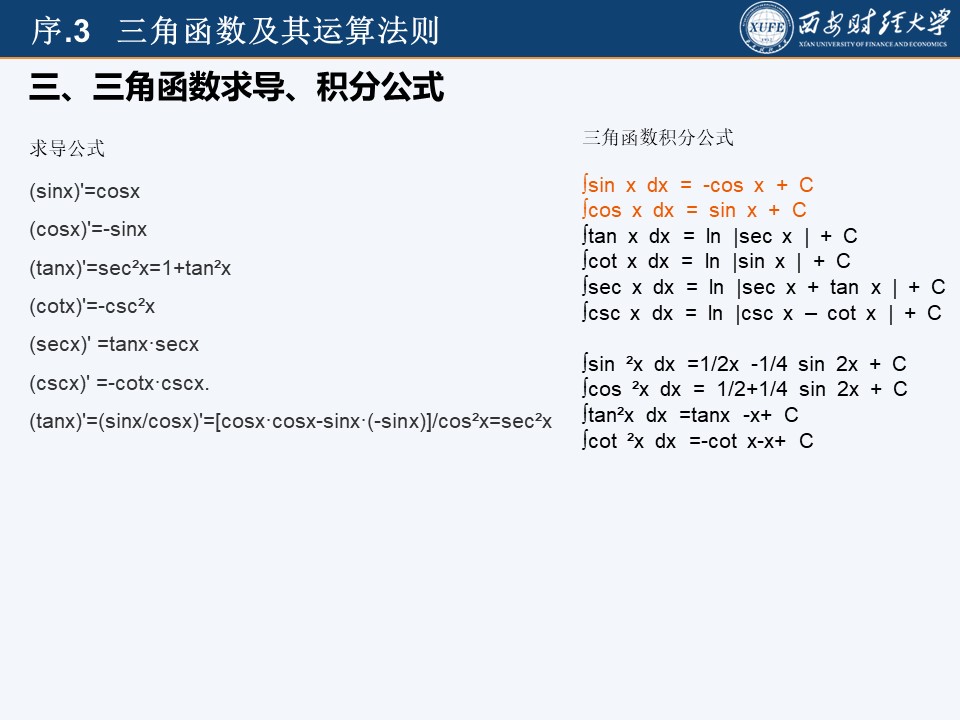 序.3 三角函数及其运算法则
XUFE
西安财经大学
XI'AN UNIVERSITY OF FINANCE AND ECONOMICS
三、三角函数求导、积分公式
求导公式
(sinx)'=cosx
(cosx)'=-sinx
(tanx)'=sec²x=1+tan²x
(cotx)'=-csc²x
(secx)' =tanx·secx
(cscx)' =-cotx·cscx.
(tanx)'=(sinx/cosx)'=[cosx·cosx-sinx·(-sinx)]/cos²x=sec²x
三角函数积分公式
∫sin x dx = -cos x + C
∫cos x dx = sin x + C
∫tan x dx = ln |sec x | + C
∫cot x dx = ln |sin x | + C
∫sec x dx = ln |sec x + tan x | + C
∫csc x dx = ln |csc x – cot x | + C
∫sin ²x dx =1/2x -1/4 sin 2x + C
∫cos ²x dx = 1/2+1/4 sin 2x + C
∫tan²x dx =tanx -x+ C
∫cot ²x dx =-cot x-x+ C